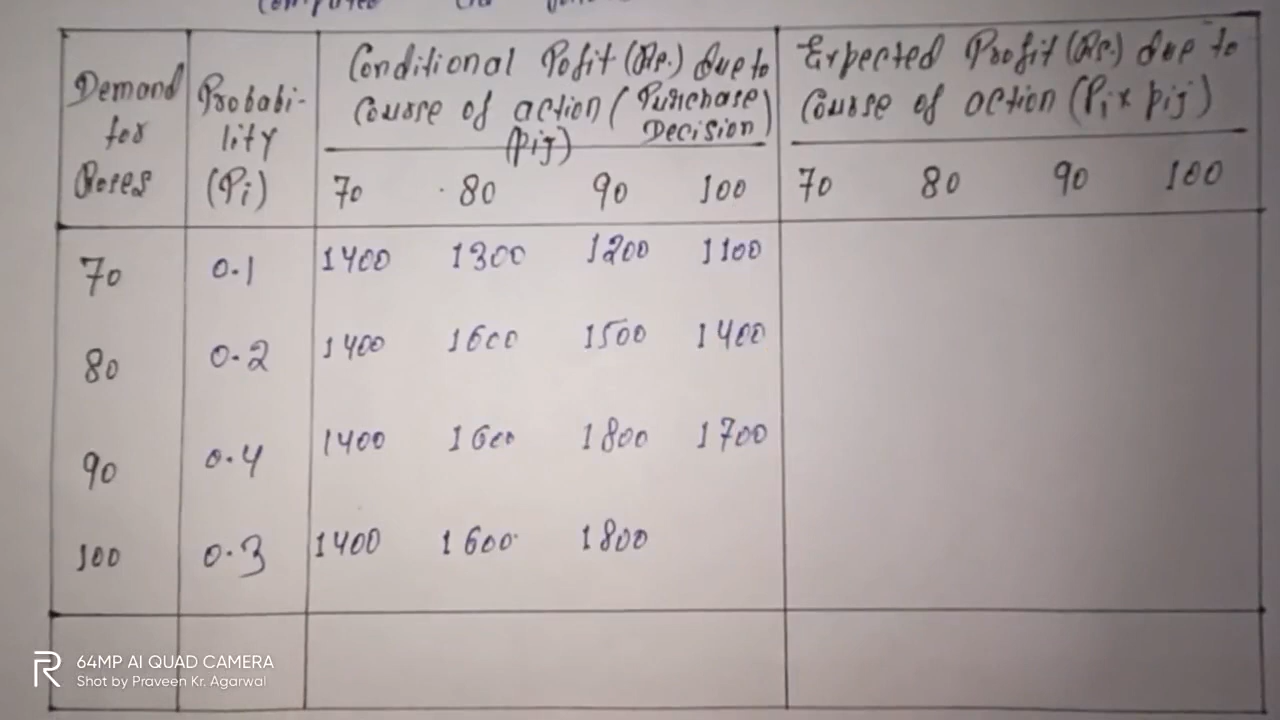 Demand for Roses
Probabi-lity (Pi)
Conditional Pofit (Rs.) due to
Course of action (Purchase Decision)
(pij)
70 80 90 100
Expected Profit (Rs.) due to
Course of action (Pi x pij)
70 80 90 100
70 0.1 1400 1300 1200 1100
80 0.2 1400 1600 1500 1400
90 0.4 1400 1600 1800 1700
100 0.3 1400 1600 1800
64MP AI QUAD CAMERA
Shot by Praveen Kr. Agarwal